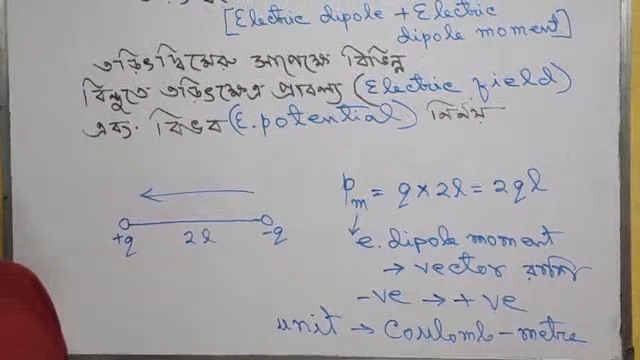 [Electric dipole + Electric
dipole moment]
তড়িৎদ্বিমেরু সাপেক্ষে বিভিন্ন
বিন্দুতে তড়িৎক্ষেত্র প্রাবল্য (Electric field)
এবং বিভব (E. potential) নির্ণয়
+q 2l -q
Pm = q × 2l = 2ql
e. dipole moment
→ vector রাশি
-ve → + ve
unit → Coulomb-metre